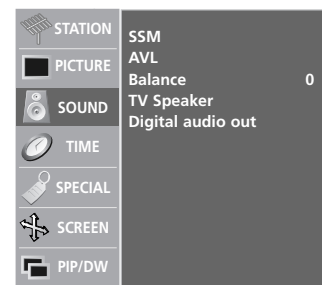 STATION
PICTURE
SOUND
TIME
SPECIAL
SCREEN
PIP/DW
SSM
AVL
Balance 0
TV Speaker
Digital audio out